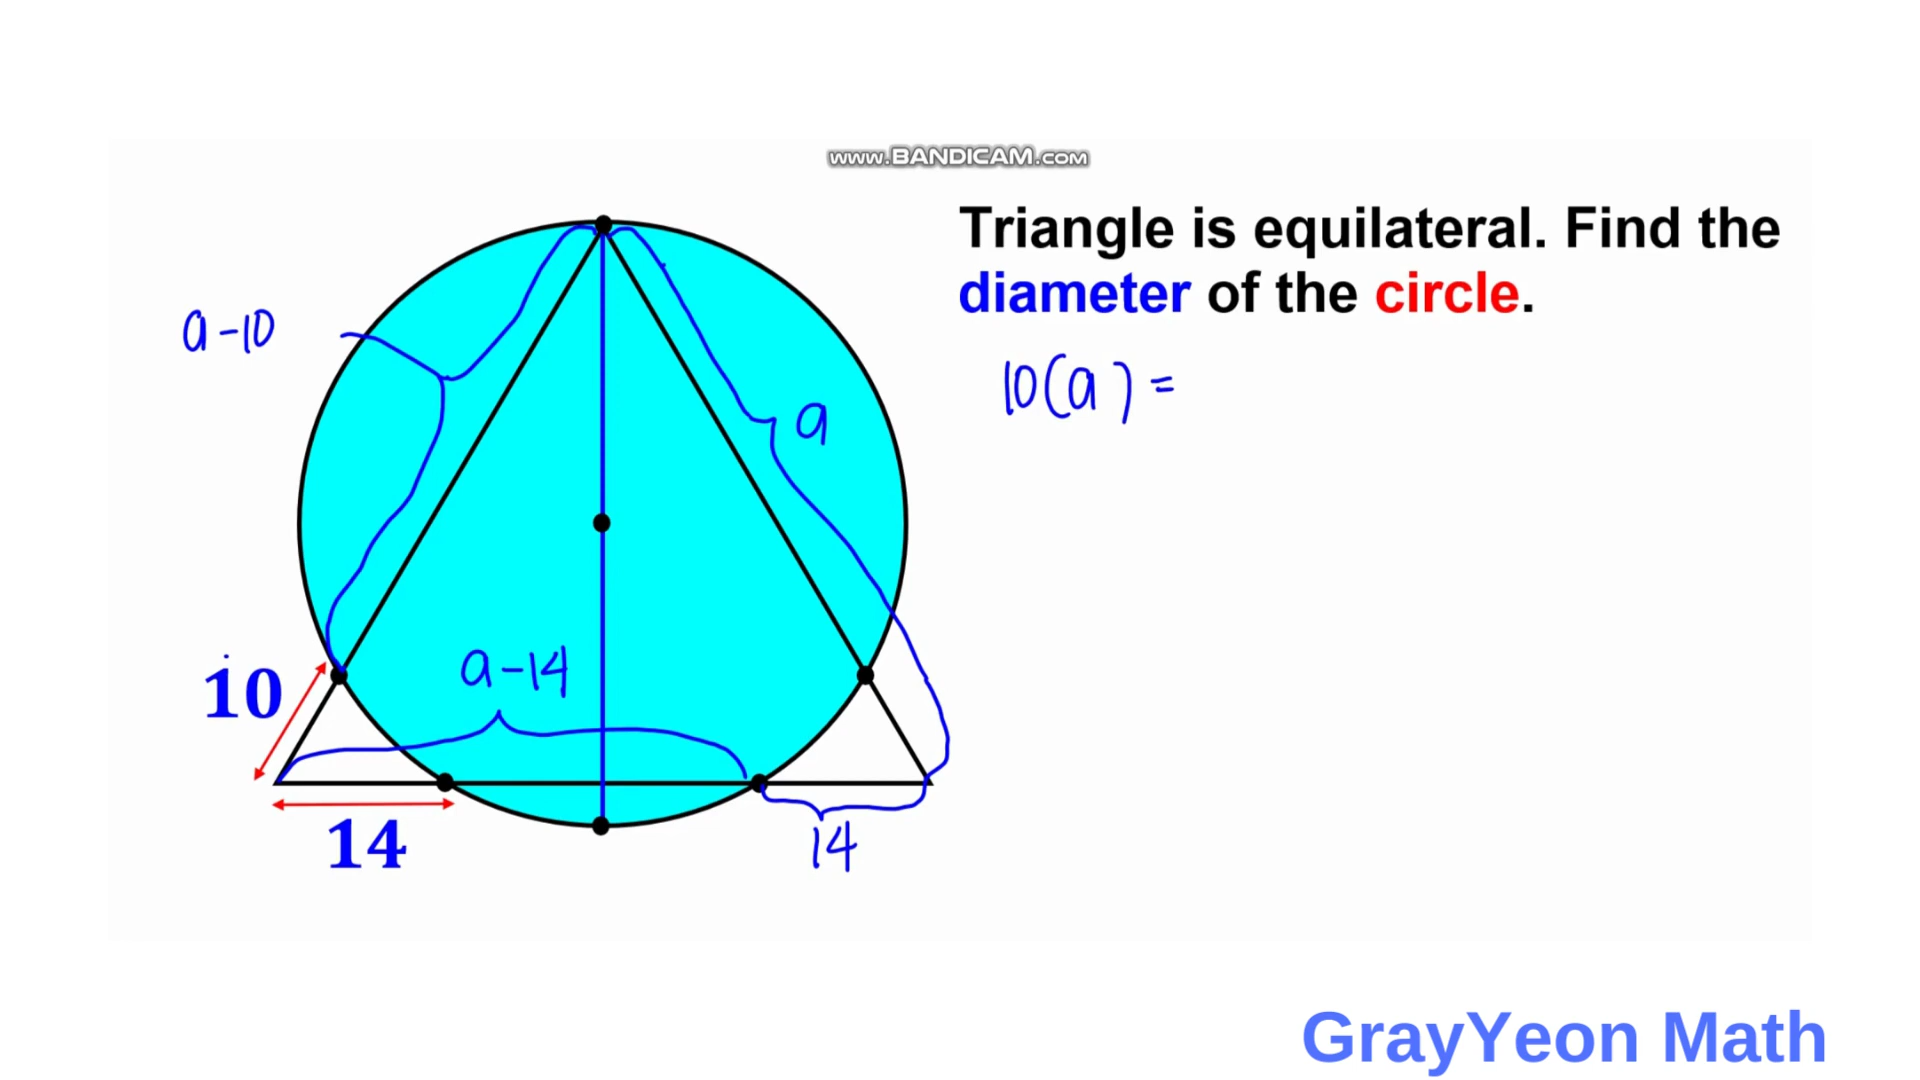 www.BANDICAM.com
Triangle is equilateral. Find the
diameter of the circle.
a-10
10(a) =
a
a-14
10
14
14
GrayYeon Math